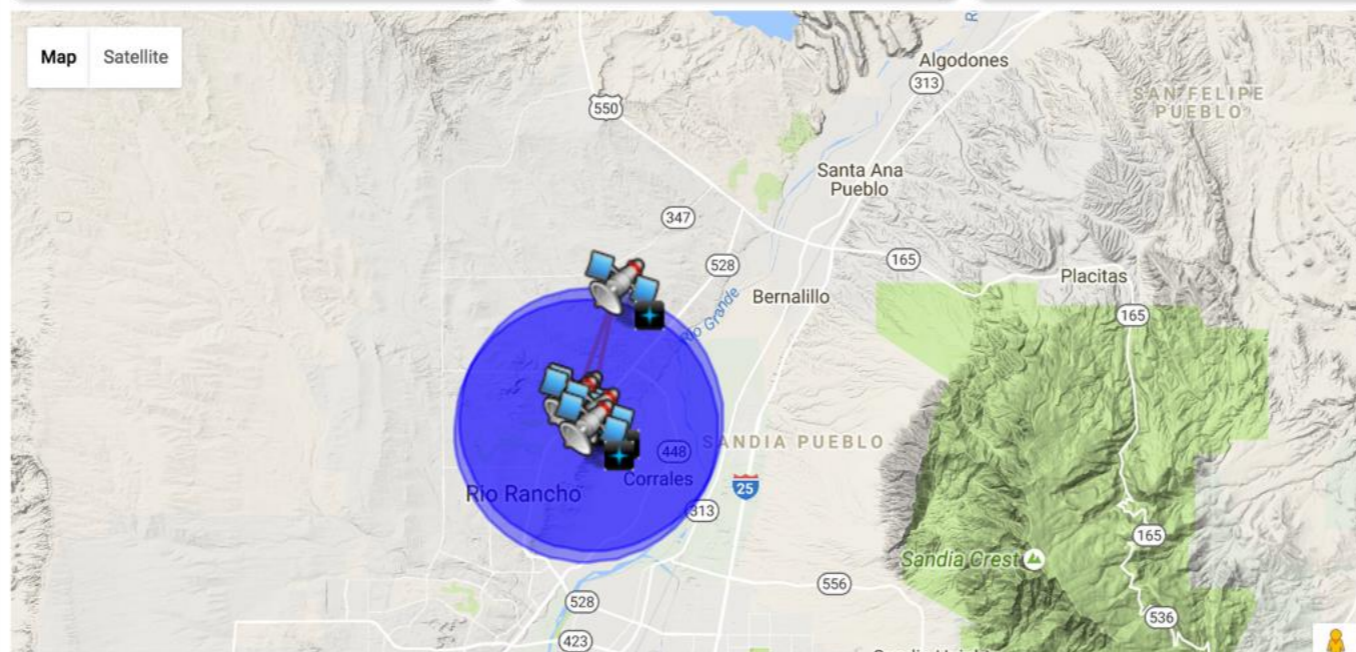 Map
Satellite
R
Algodones
313
550
SAN FELIPE
PUEBLO
Santa Ana
Pueblo
347
528
165
Placitas
Bernalillo
Rio Grande
165
SANDIA PUEBLO
448
Corrales
Rio Rancho
25
313
165
Sandia Crest
556
528
536
423